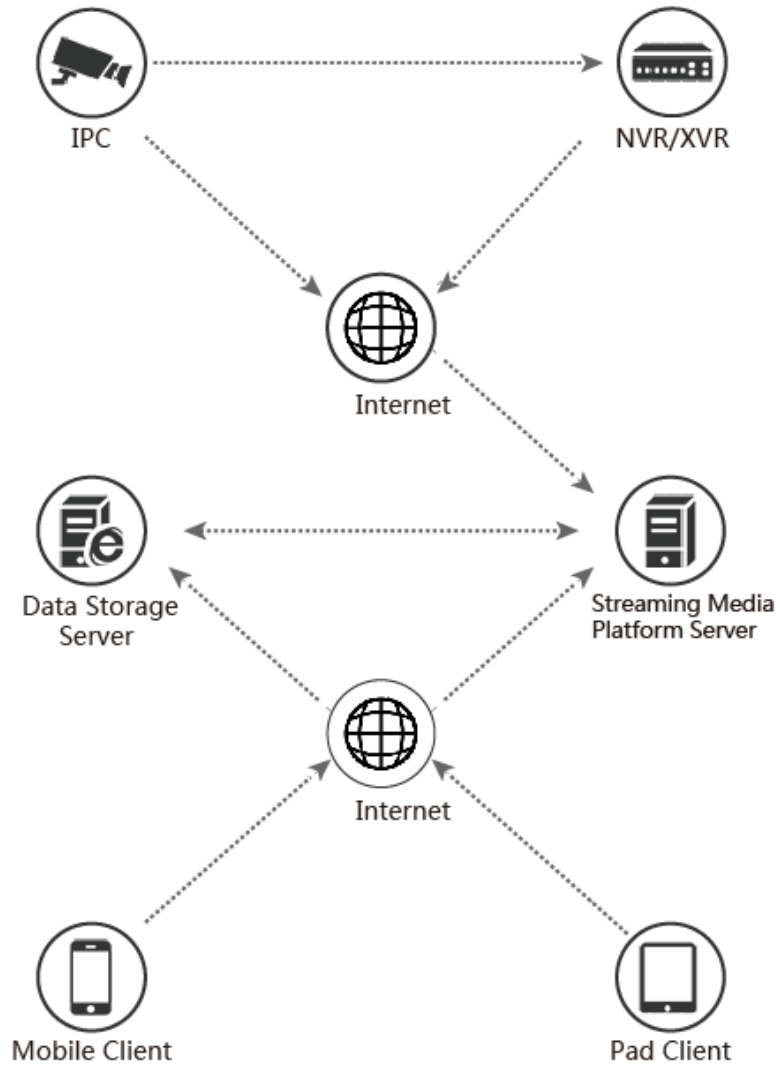 IPC
NVR/XVR
Internet
Data Storage
Server
Streaming Media
Platform Server
Internet
Mobile Client
Pad Client